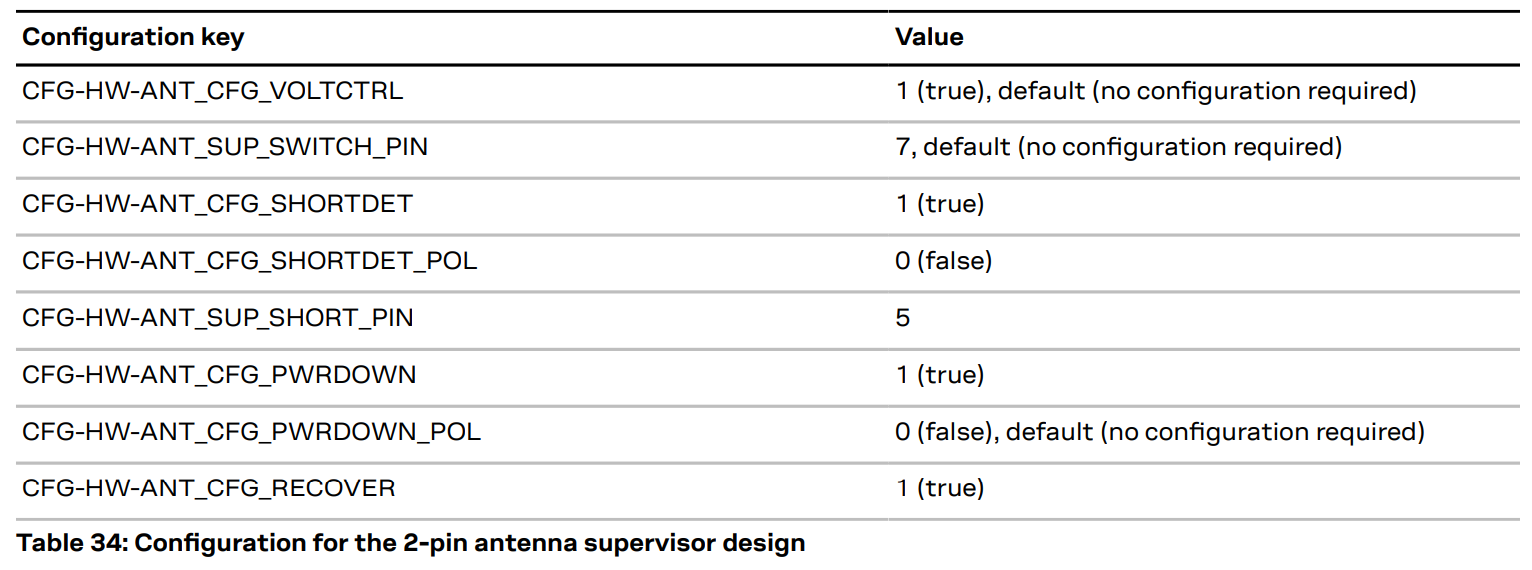 Configuration key Value
CFG-HW-ANT_CFG_VOLTCTRL 1 (true), default (no configuration required)
CFG-HW-ANT_SUP_SWITCH_PIN 7, default (no configuration required)
CFG-HW-ANT_CFG_SHORTDET 1 (true)
CFG-HW-ANT_CFG_SHORTDET_POL 0 (false)
CFG-HW-ANT_SUP_SHORT_PIN 5
CFG-HW-ANT_CFG_PWRDOWN 1 (true)
CFG-HW-ANT_CFG_PWRDOWN_POL 0 (false), default (no configuration required)
CFG-HW-ANT_CFG_RECOVER 1 (true)
Table 34: Configuration for the 2-pin antenna supervisor design